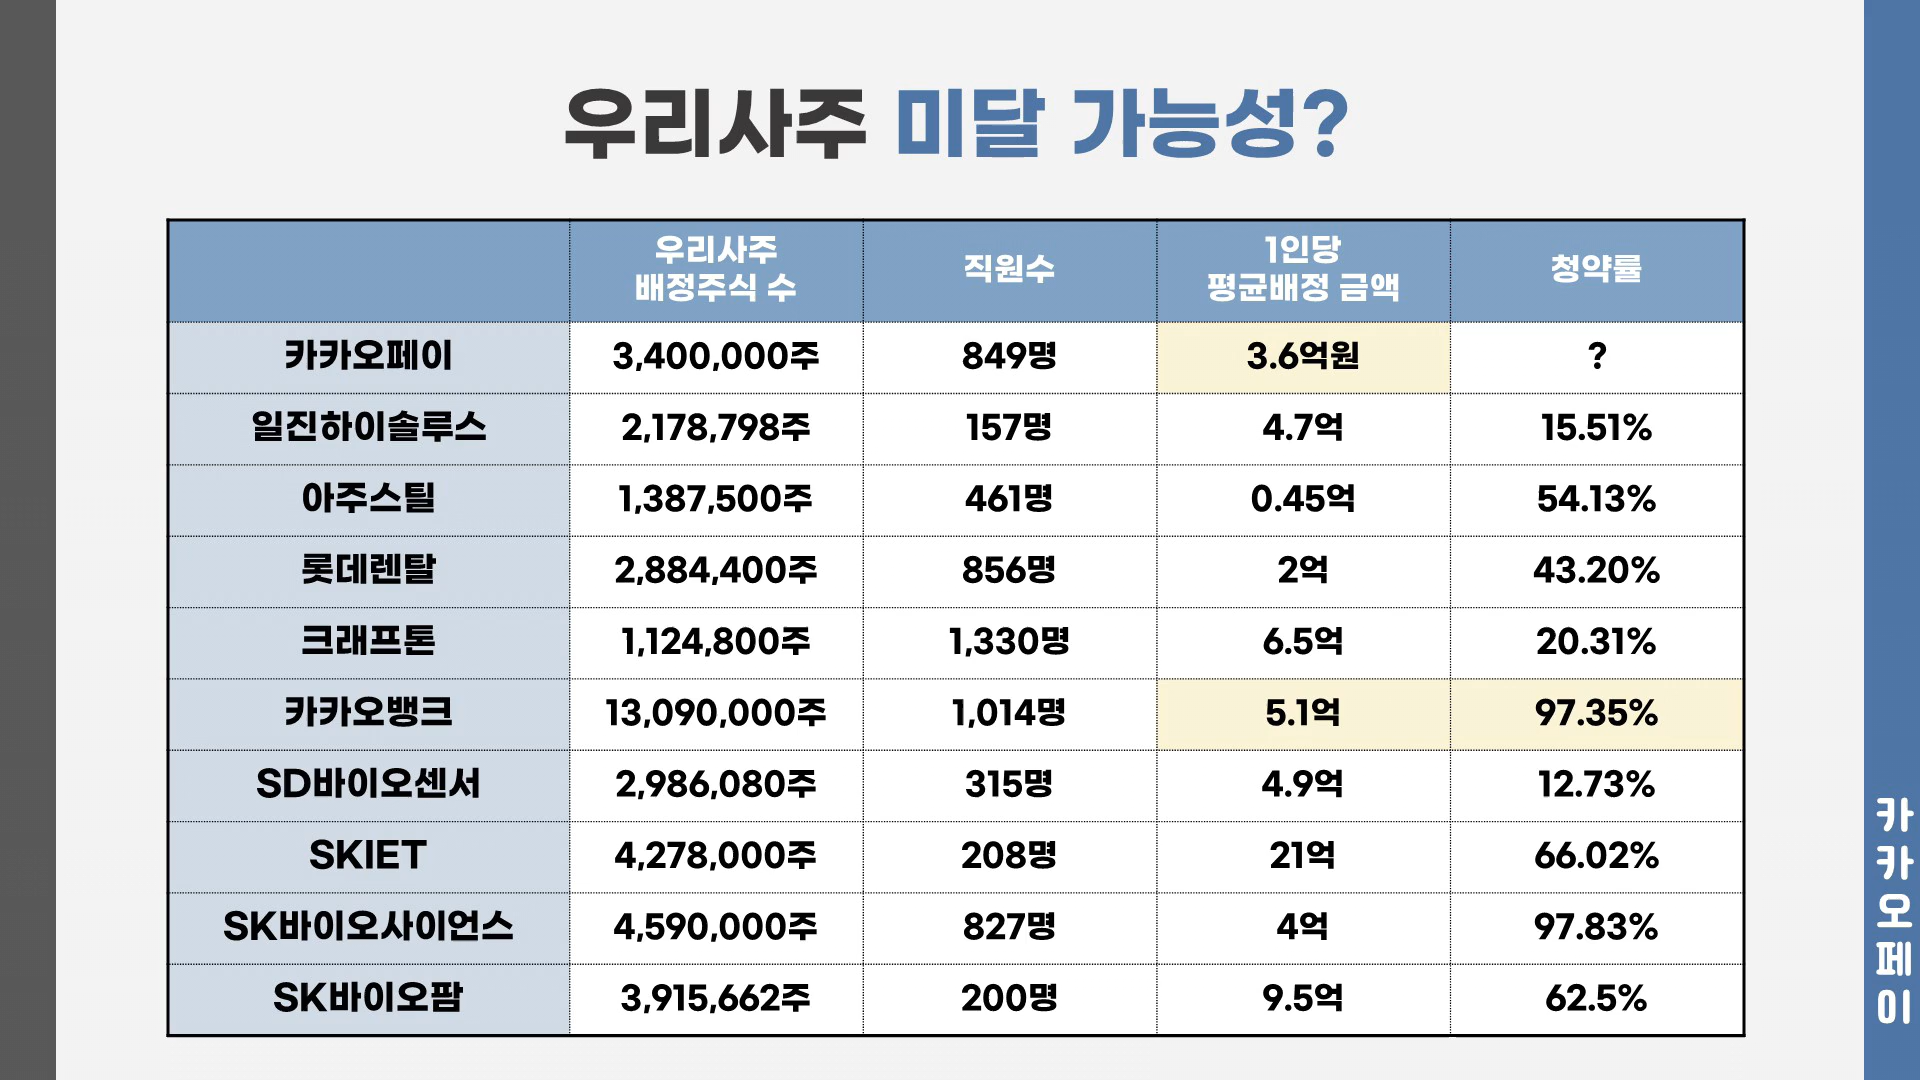 우리사주 미달 가능성?
우리사주
배정주식 수
직원수
1인당
평균배정 금액
청약률
카카오페이 3,400,000주 849명 3.6억원 ?
일진하이솔루스 2,178,798주 157명 4.7억 15.51%
아주스틸 1,387,500주 461명 0.45억 54.13%
롯데렌탈 2,884,400주 856명 2억 43.20%
크래프톤 1,124,800주 1,330명 6.5억 20.31%
카카오뱅크 13,090,000주 1,014명 5.1억 97.35%
SD바이오센서 2,986,080주 315명 4.9억 12.73%
SKIET 4,278,000주 208명 21억 66.02%
SK바이오사이언스 4,590,000주 827명 4억 97.83%
SK바이오팜 3,915,662주 200명 9.5억 62.5%
카카오페이